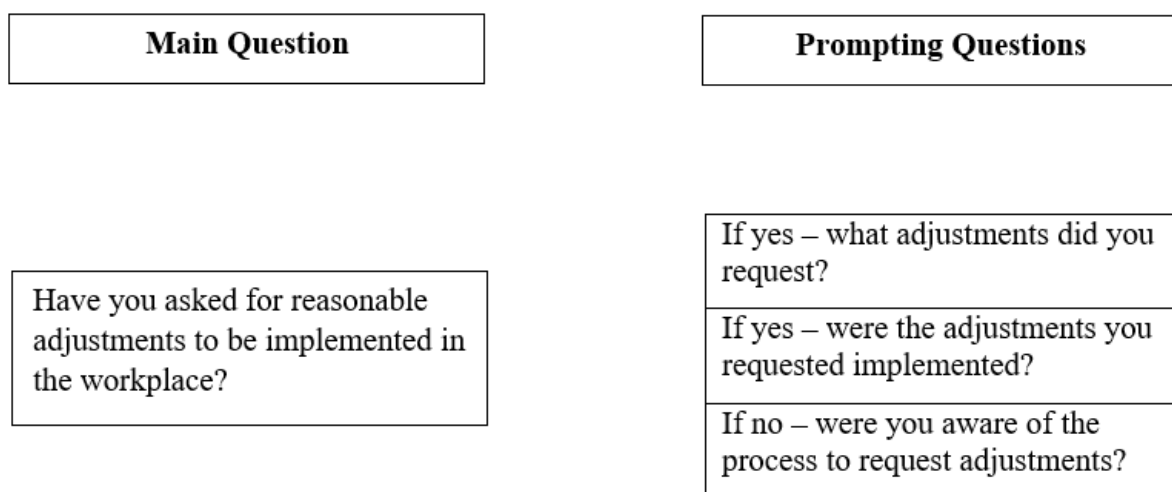 Main Question
Prompting Questions
Have you asked for reasonable
adjustments to be implemented in
the workplace?
If yes – what adjustments did you
request?
If yes – were the adjustments you
requested implemented?
If no – were you aware of the
process to request adjustments?